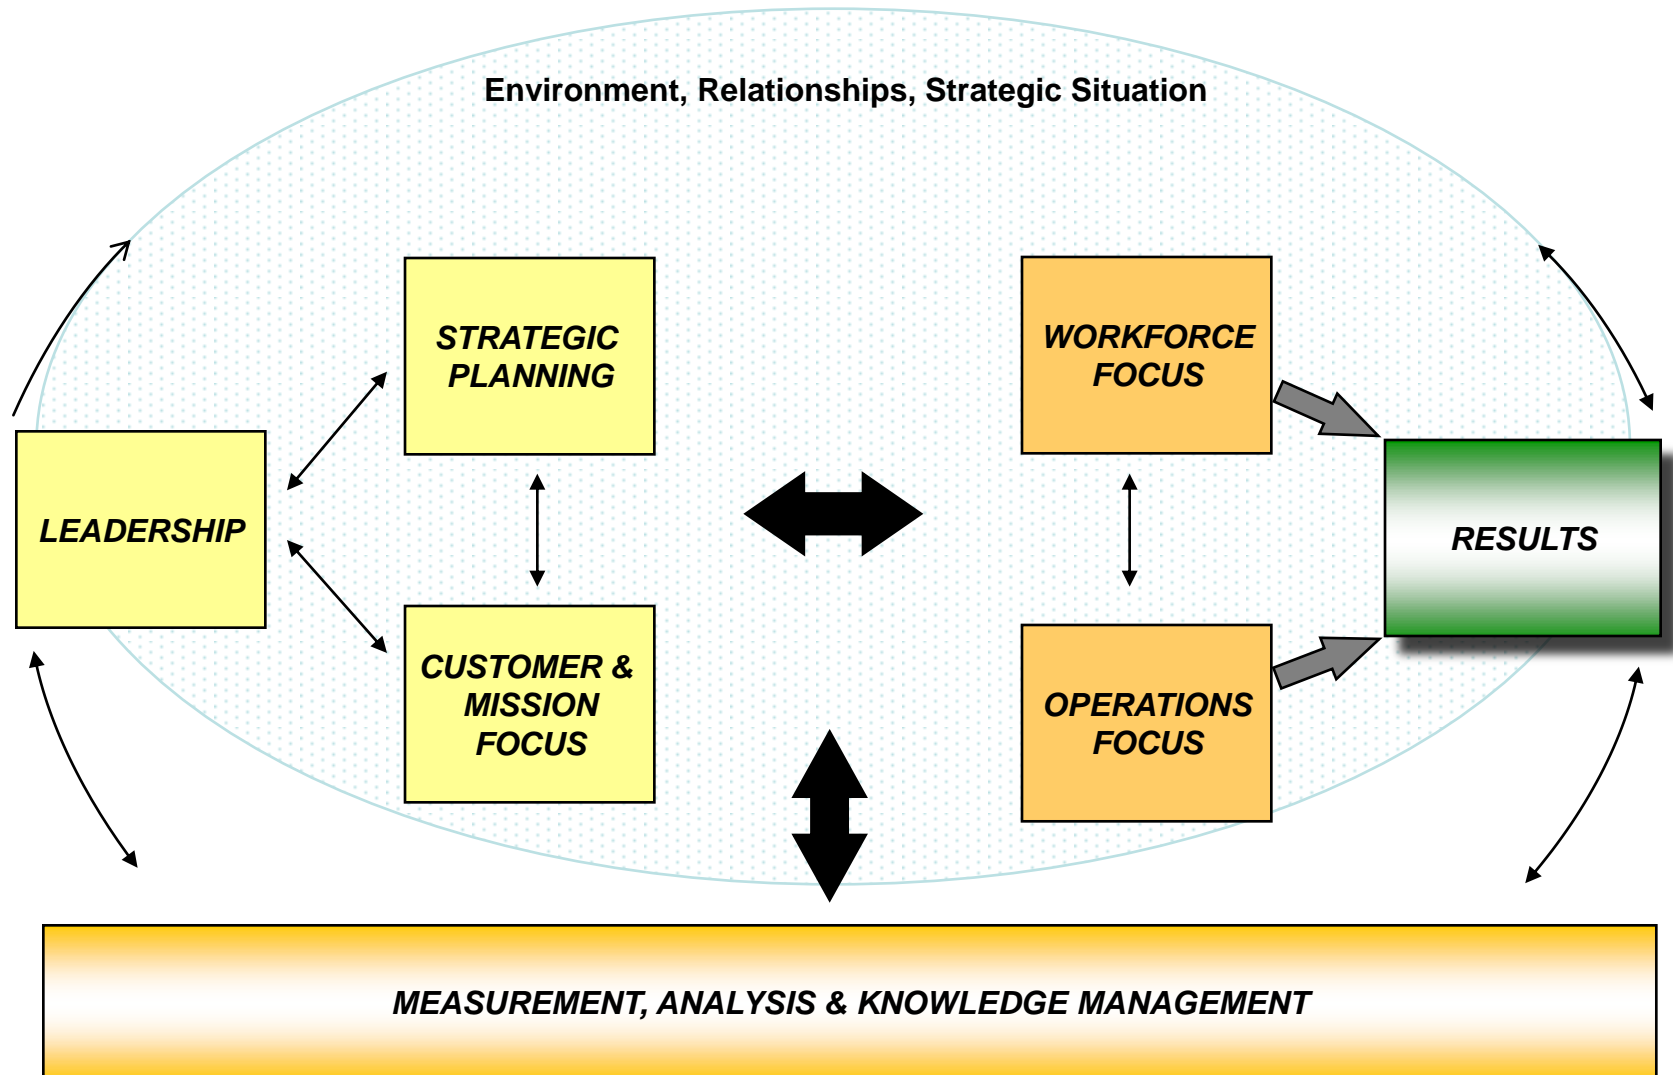 Environment, Relationships, Strategic Situation
STRATEGIC
PLANNING
WORKFORCE
FOCUS
LEADERSHIP
RESULTS
CUSTOMER &
MISSION
FOCUS
OPERATIONS
FOCUS
MEASUREMENT, ANALYSIS & KNOWLEDGE MANAGEMENT